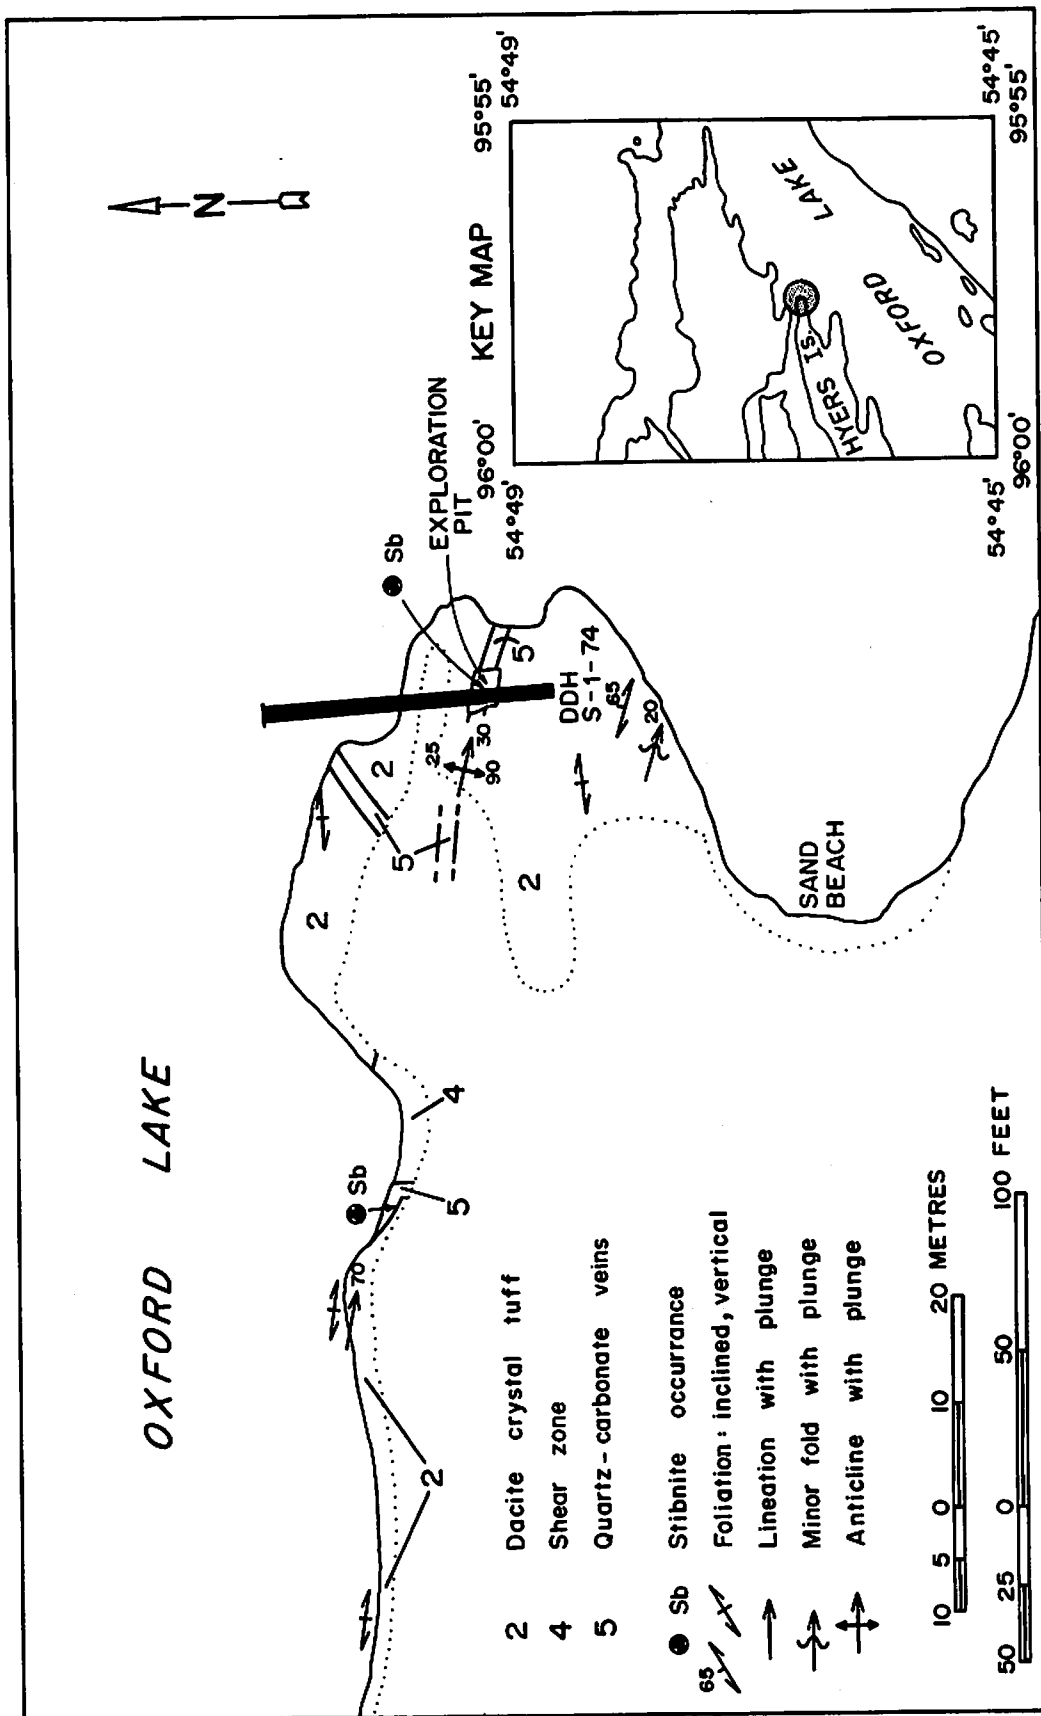 OXFORD LAKE
N
KEY MAP
95°55'
54°49'
96°00'
54°49'
54°45'
95°55'
54°45'
96°00'
HYERS Is.
OXFORD LAKE
Sb
EXPLORATION
PIT
5
DDH
S-1-74
65
20
25
30
90
2
5
2
2
SAND
BEACH
4
Sb
5
70
2
2 Dacite crystal tuff
4 Shear zone
5 Quartz-carbonate veins
Sb Stibnite occurrance
65 Foliation: inclined, vertical
Lineation with plunge
Minor fold with plunge
Anticline with plunge
10 5 0 10 20 METRES
50 25 0 50 100 FEET